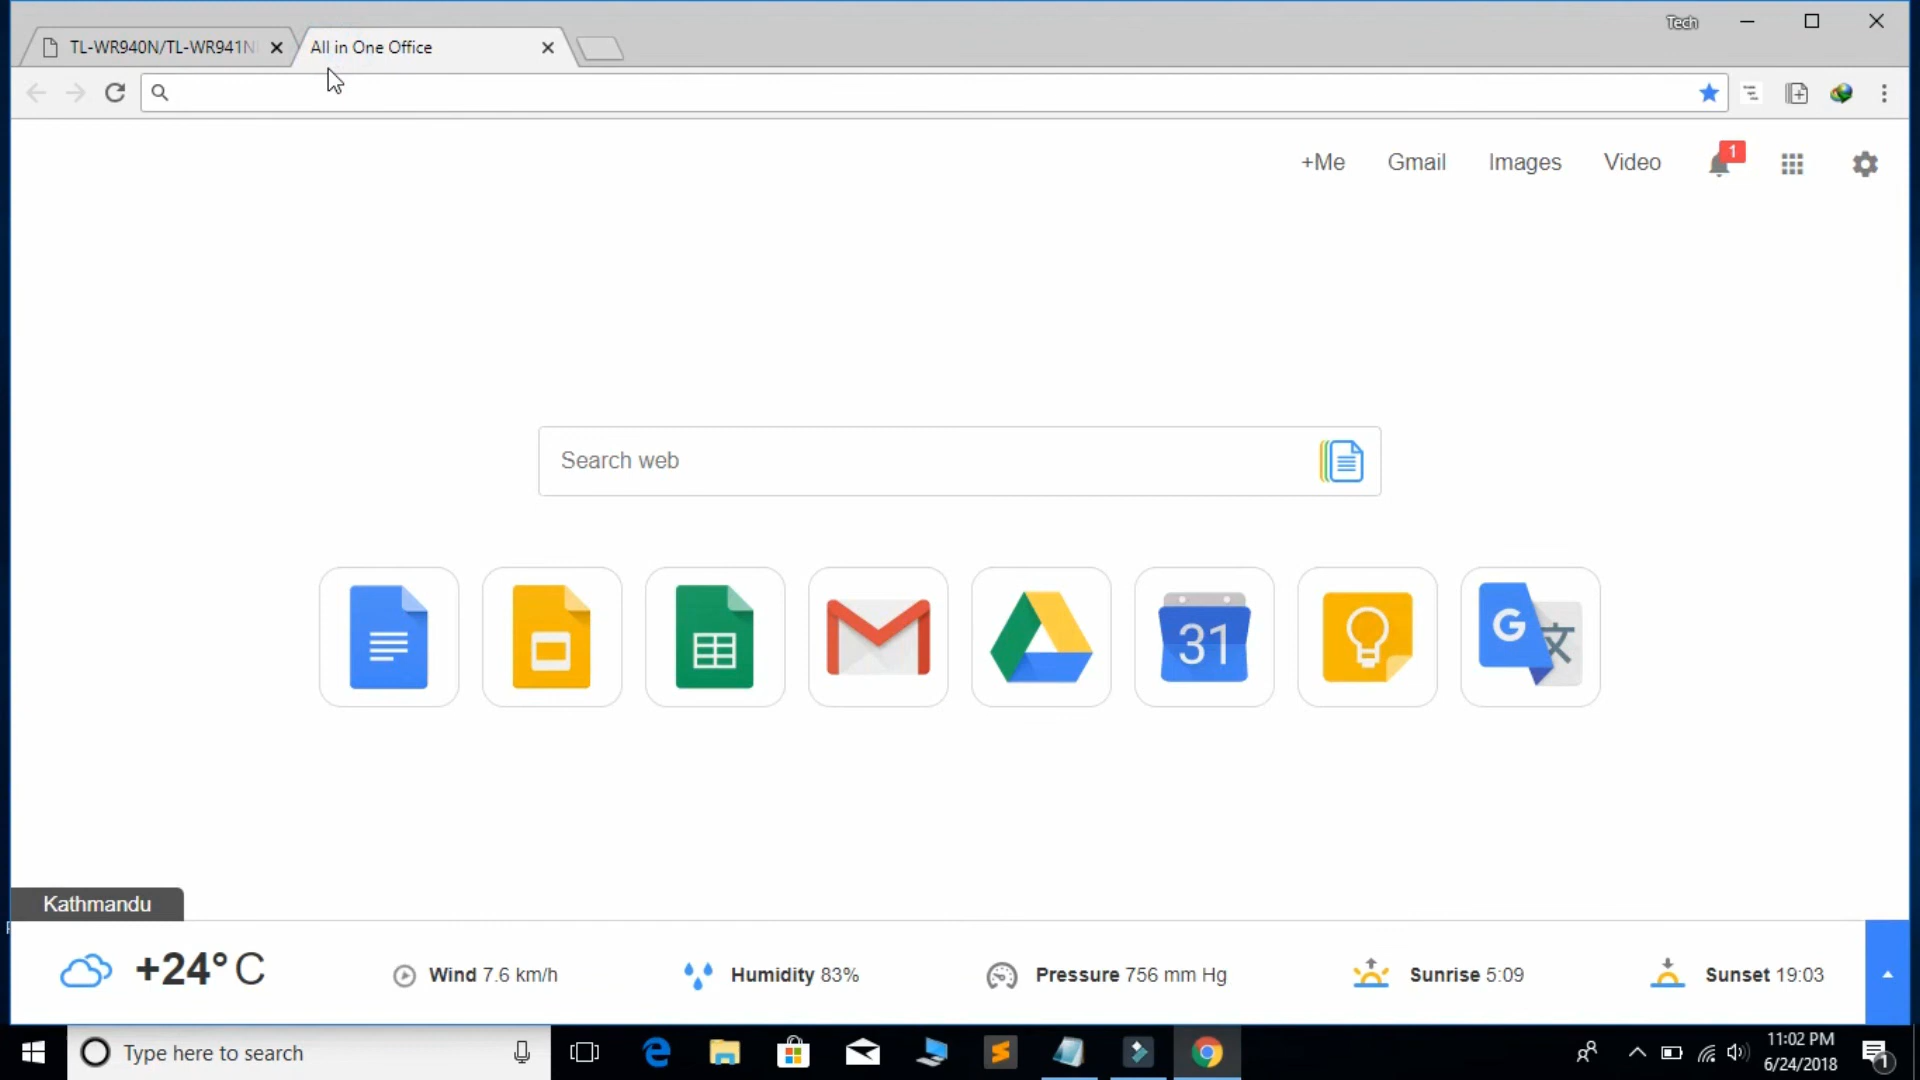 Tech
TL-WR940N/TL-WR941N
All in One Office
+Me
Gmail
Images
Video
1
Search web
31
G
文
Kathmandu
+24° C
Wind 7.6 km/h
Humidity 83%
Pressure 756 mm Hg
Sunrise 5:09
Sunset 19:03
Type here to search
11:02 PM
6/24/2018
1